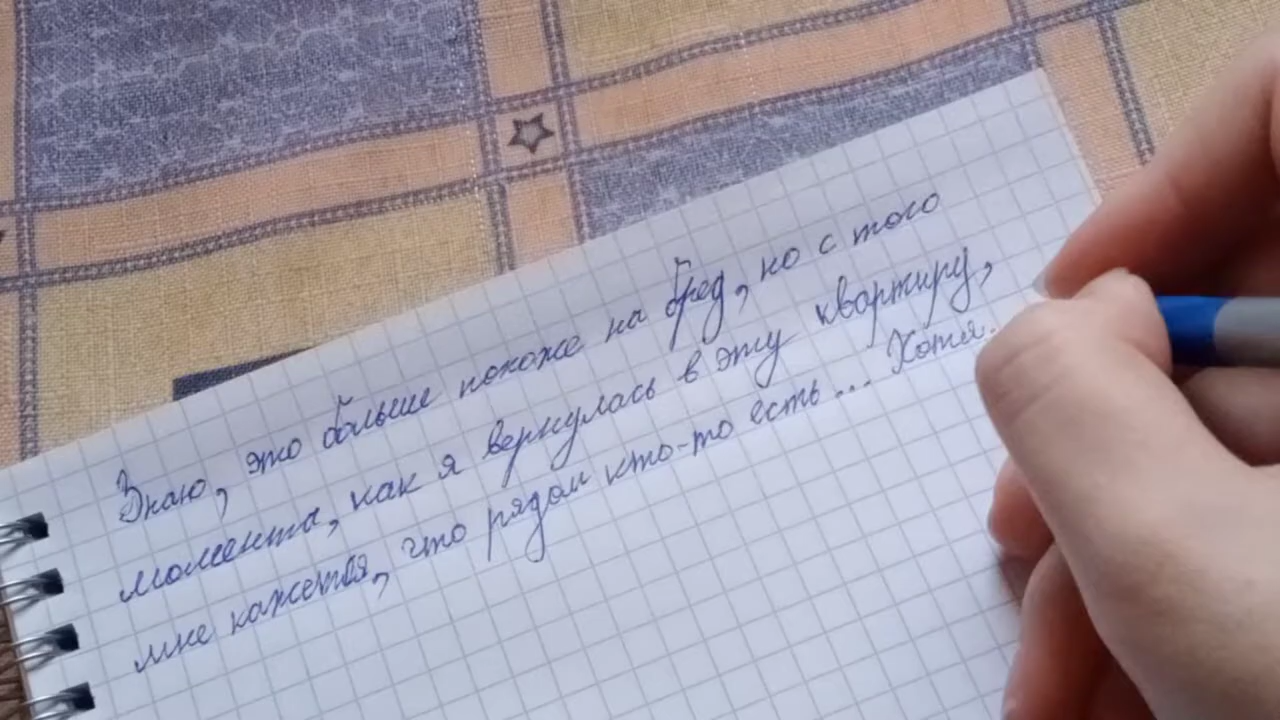 Знаю, это больше похоже на бред, но с того
момента, как я вернулась в эту квартиру,
мне кажется, что рядом кто-то есть... Хотя..